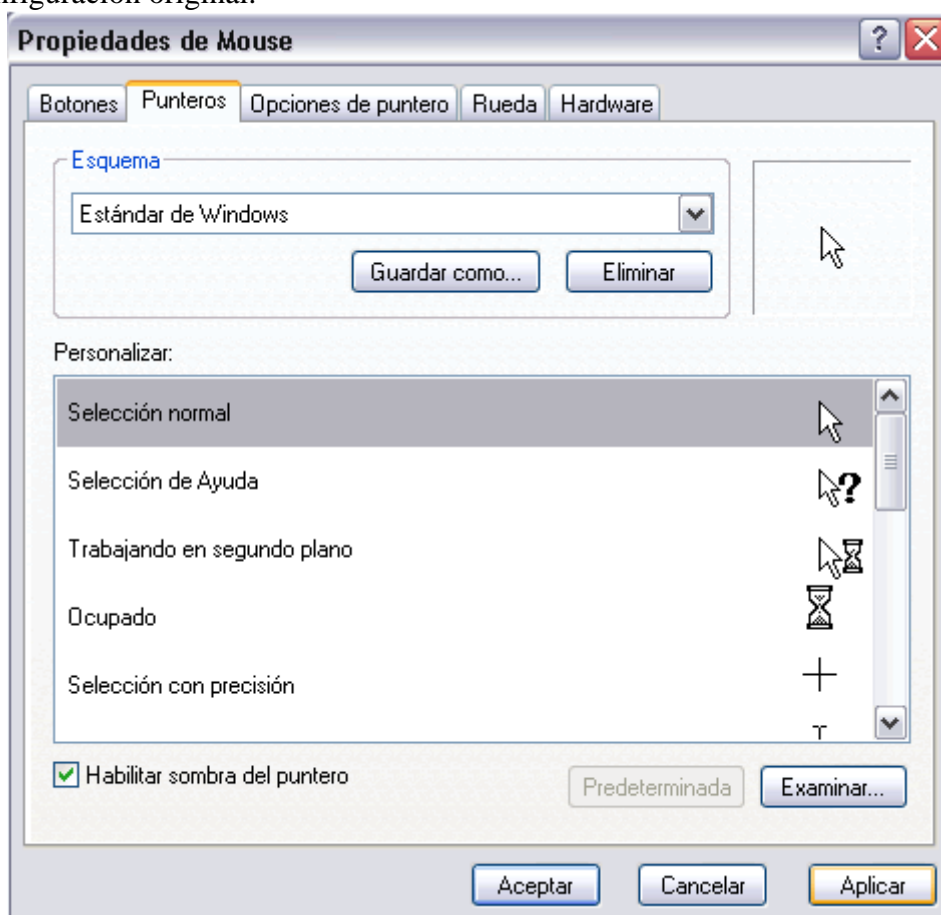 original.
Propiedades de Mouse
Botones Punteros Opciones de puntero Rueda Hardware
Esquema
Estándar de Windows
Guardar como... Eliminar
Personalizar:
Selección normal
Selección de Ayuda
Trabajando en segundo plano
Ocupado
Selección con precisión
Habilitar sombra del puntero
Predeterminada Examinar...
Aceptar Cancelar Aplicar